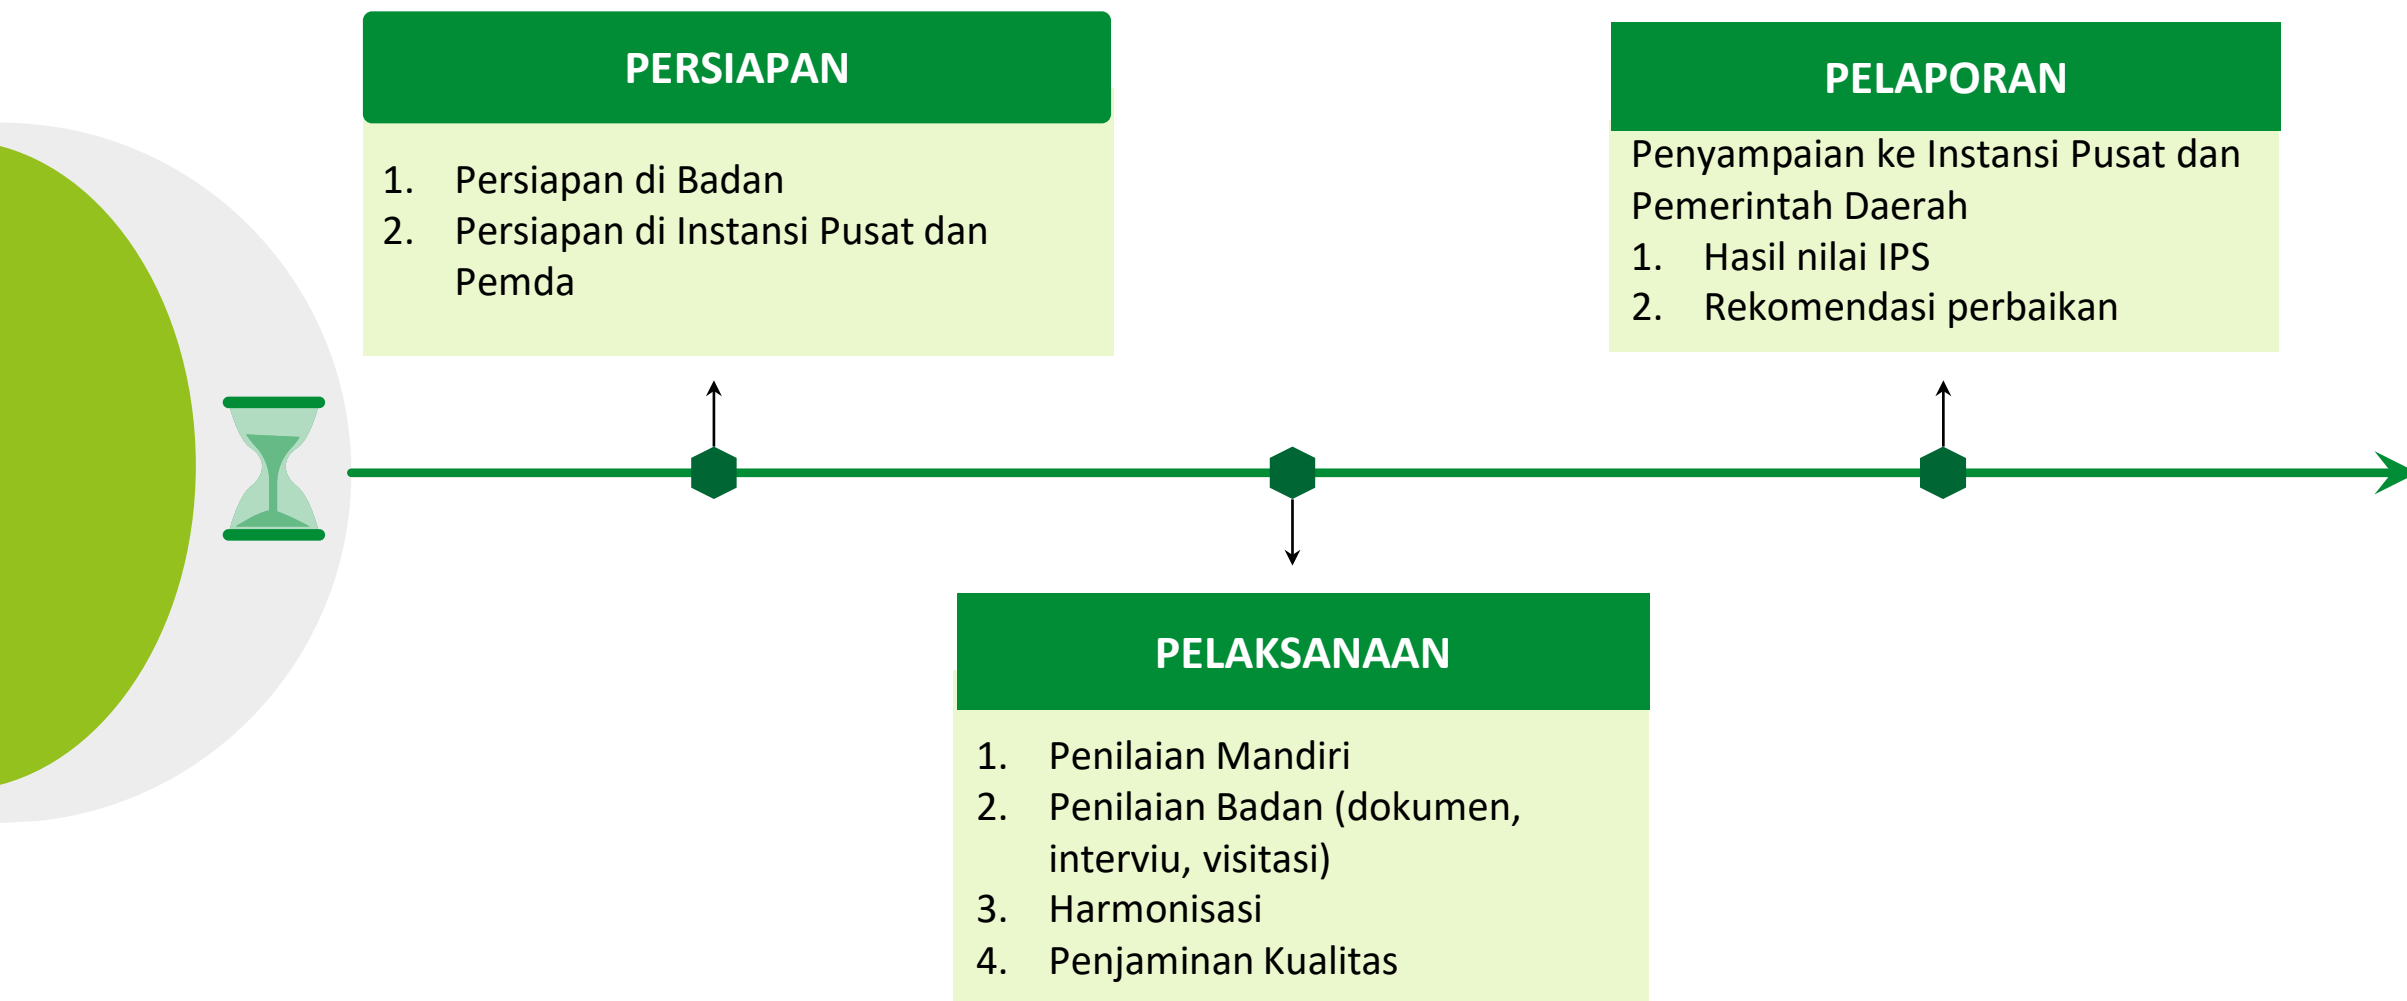 PERSIAPAN
1. Persiapan di Badan
2. Persiapan di Instansi Pusat dan
Pemda
PELAKSANAAN
1. Penilaian Mandiri
2. Penilaian Badan (dokumen,
interviu, visitasi)
3. Harmonisasi
4. Penjaminan Kualitas
PELAPORAN
Penyampaian ke Instansi Pusat dan
Pemerintah Daerah
1. Hasil nilai IPS
2. Rekomendasi perbaikan